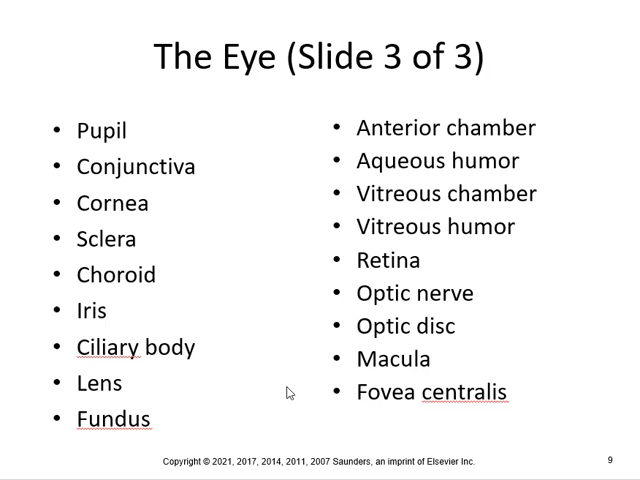 The Eye (Slide 3 of 3)
• Pupil
• Conjunctiva
• Cornea
• Sclera
• Choroid
• Iris
• Ciliary body
• Lens
• Fundus
• Anterior chamber
• Aqueous humor
• Vitreous chamber
• Vitreous humor
• Retina
• Optic nerve
• Optic disc
• Macula
• Fovea centralis
Copyright © 2021, 2017, 2014, 2011, 2007 Saunders, an imprint of Elsevier Inc.
9